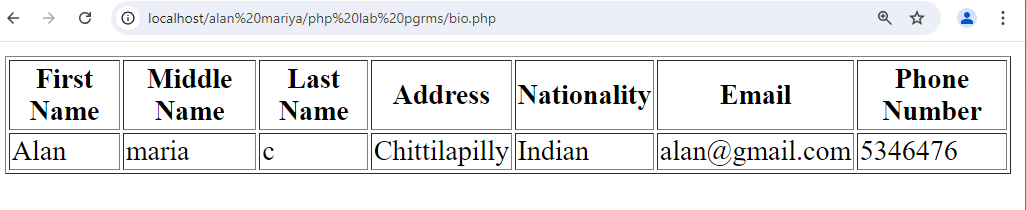 localhost/alan%20mariya/php%20lab%20pgrms/bio.php
First Name Middle Name Last Name Address Nationality Email Phone Number
Alan maria c Chittilapilly Indian alan@gmail.com 5346476